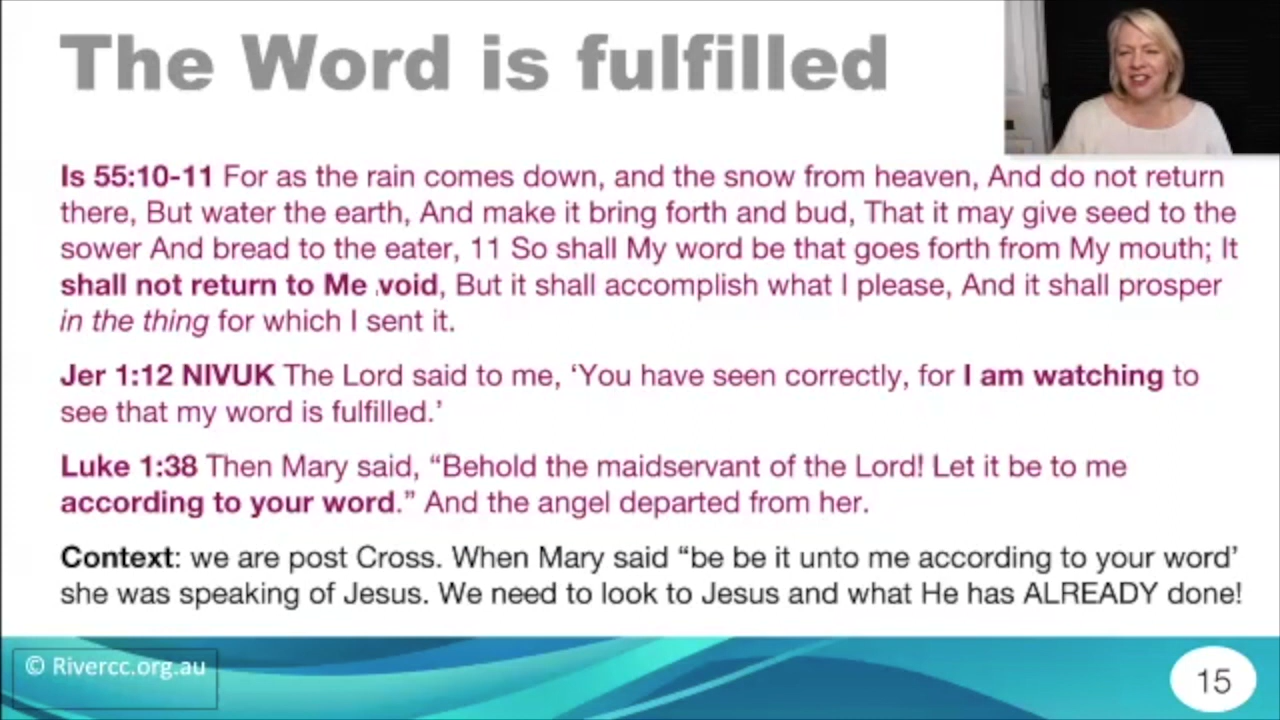 The Word is fulfilled
Is 55:10-11 For as the rain comes down, and the snow from heaven, And do not return
there, But water the earth, And make it bring forth and bud, That it may give seed to the
sower And bread to the eater, 11 So shall My word be that goes forth from My mouth; It
shall not return to Me void, But it shall accomplish what I please, And it shall prosper
in the thing for which I sent it.
Jer 1:12 NIVUK The Lord said to me, ‘You have seen correctly, for I am watching to
see that my word is fulfilled.’
Luke 1:38 Then Mary said, “Behold the maidservant of the Lord! Let it be to me
according to your word.” And the angel departed from her.
Context: we are post Cross. When Mary said “be be it unto me according to your word’
she was speaking of Jesus. We need to look to Jesus and what He has ALREADY done!
© Rivercc.org.au
15